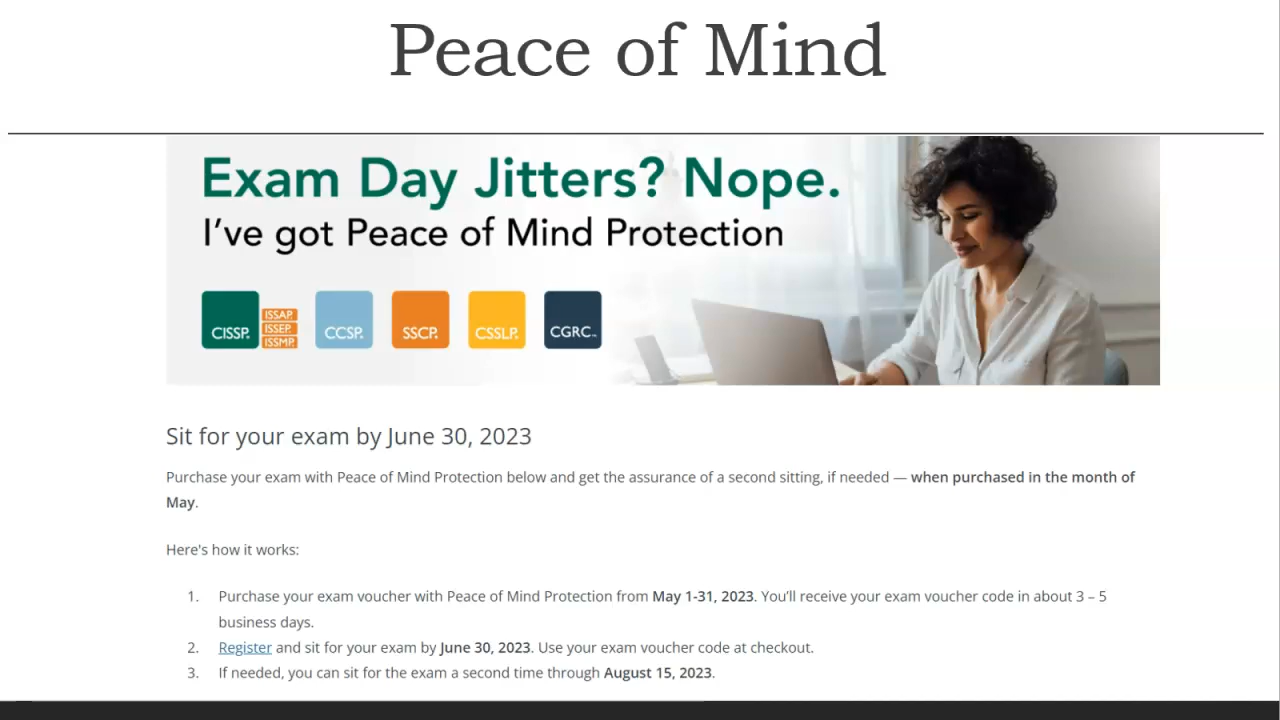 Peace of Mind
Exam Day Jitters? Nope.
I've got Peace of Mind Protection
CISSP®
ISSAP®
ISSEP®
ISSMP®
CCSP®
SSCP®
CSSLP®
CGRC™
Sit for your exam by June 30, 2023
Purchase your exam with Peace of Mind Protection below and get the assurance of a second sitting, if needed — when purchased in the month of
May.
Here's how it works:
1. Purchase your exam voucher with Peace of Mind Protection from May 1-31, 2023. You'll receive your exam voucher code in about 3 – 5
business days.
2. Register and sit for your exam by June 30, 2023. Use your exam voucher code at checkout.
3. If needed, you can sit for the exam a second time through August 15, 2023.